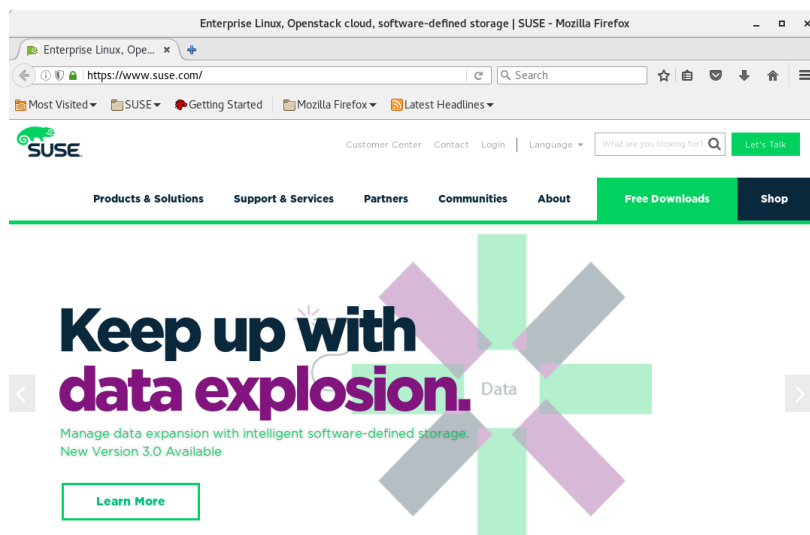 Enterprise Linux, Openstack cloud, software-defined storage | SUSE - Mozilla Firefox
Enterprise Linux, Ope...
https://www.suse.com/
Search
Most Visited SUSE Getting Started Mozilla Firefox Latest Headlines
SUSE
Customer Center Contact Login Language What are you looking for? Let's Talk
Products & Solutions Support & Services Partners Communities About Free Downloads Shop
Keep up with
data explosion.
Data
Manage data expansion with intelligent software-defined storage.
New Version 3.0 Available
Learn More